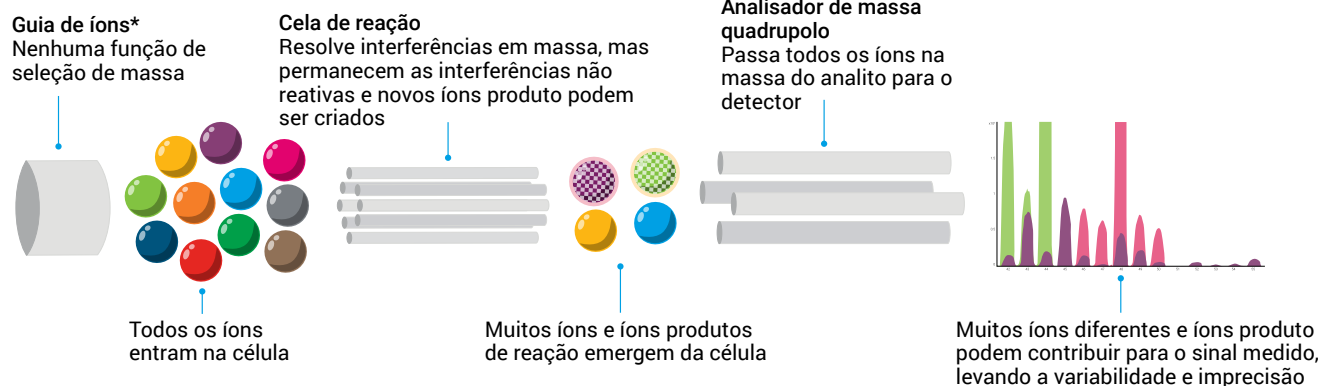 Guia de íons*
Nenhuma função de
seleção de massa
Cela de reação
Resolve interferências em massa, mas
permanecem as interferências não
reativas e novos íons produto podem
ser criados
Analisador de massa
quadrupolo
Passa todos os íons na
massa do analito para o
detector
Todos os íons
entram na célula
Muitos íons e íons produtos
de reação emergem da célula
Muitos íons diferentes e íons produto
podem contribuir para o sinal medido,
levando a variabilidade e imprecisão